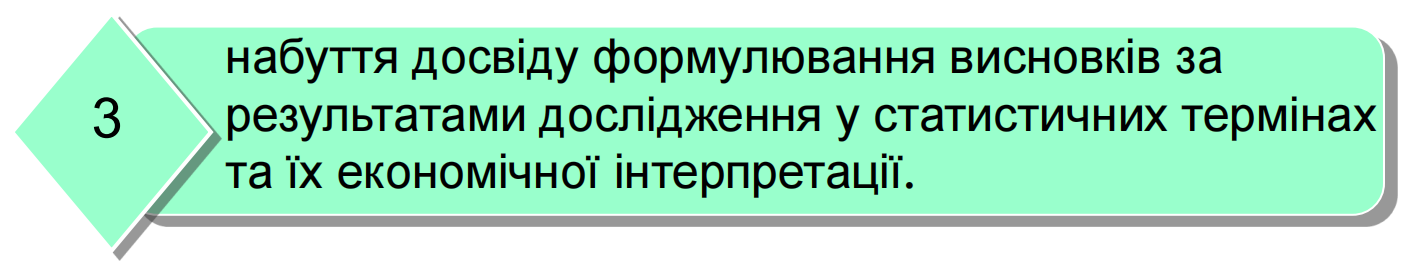 3
набуття досвіду формулювання висновків за
результатами дослідження у статистичних термінах
та їх економічної інтерпретації.